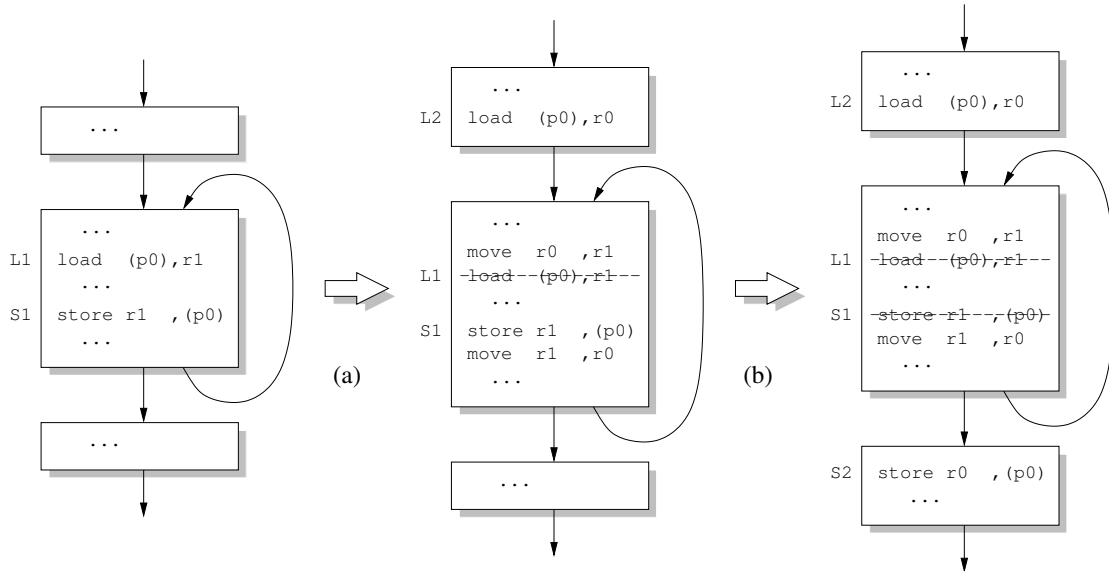 ...
...
L1 load (p0),r1
...
S1 store r1 ,(p0)
...
...
(a)
...
L2 load (p0),r0
...
move r0 ,r1
L1 load (p0),r1
...
S1 store r1 ,(p0)
move r1 ,r0
...
...
(b)
...
L2 load (p0),r0
...
move r0 ,r1
L1 load (p0),r1
...
S1 store r1 ,(p0)
move r1 ,r0
...
S2 store r0 ,(p0)
...